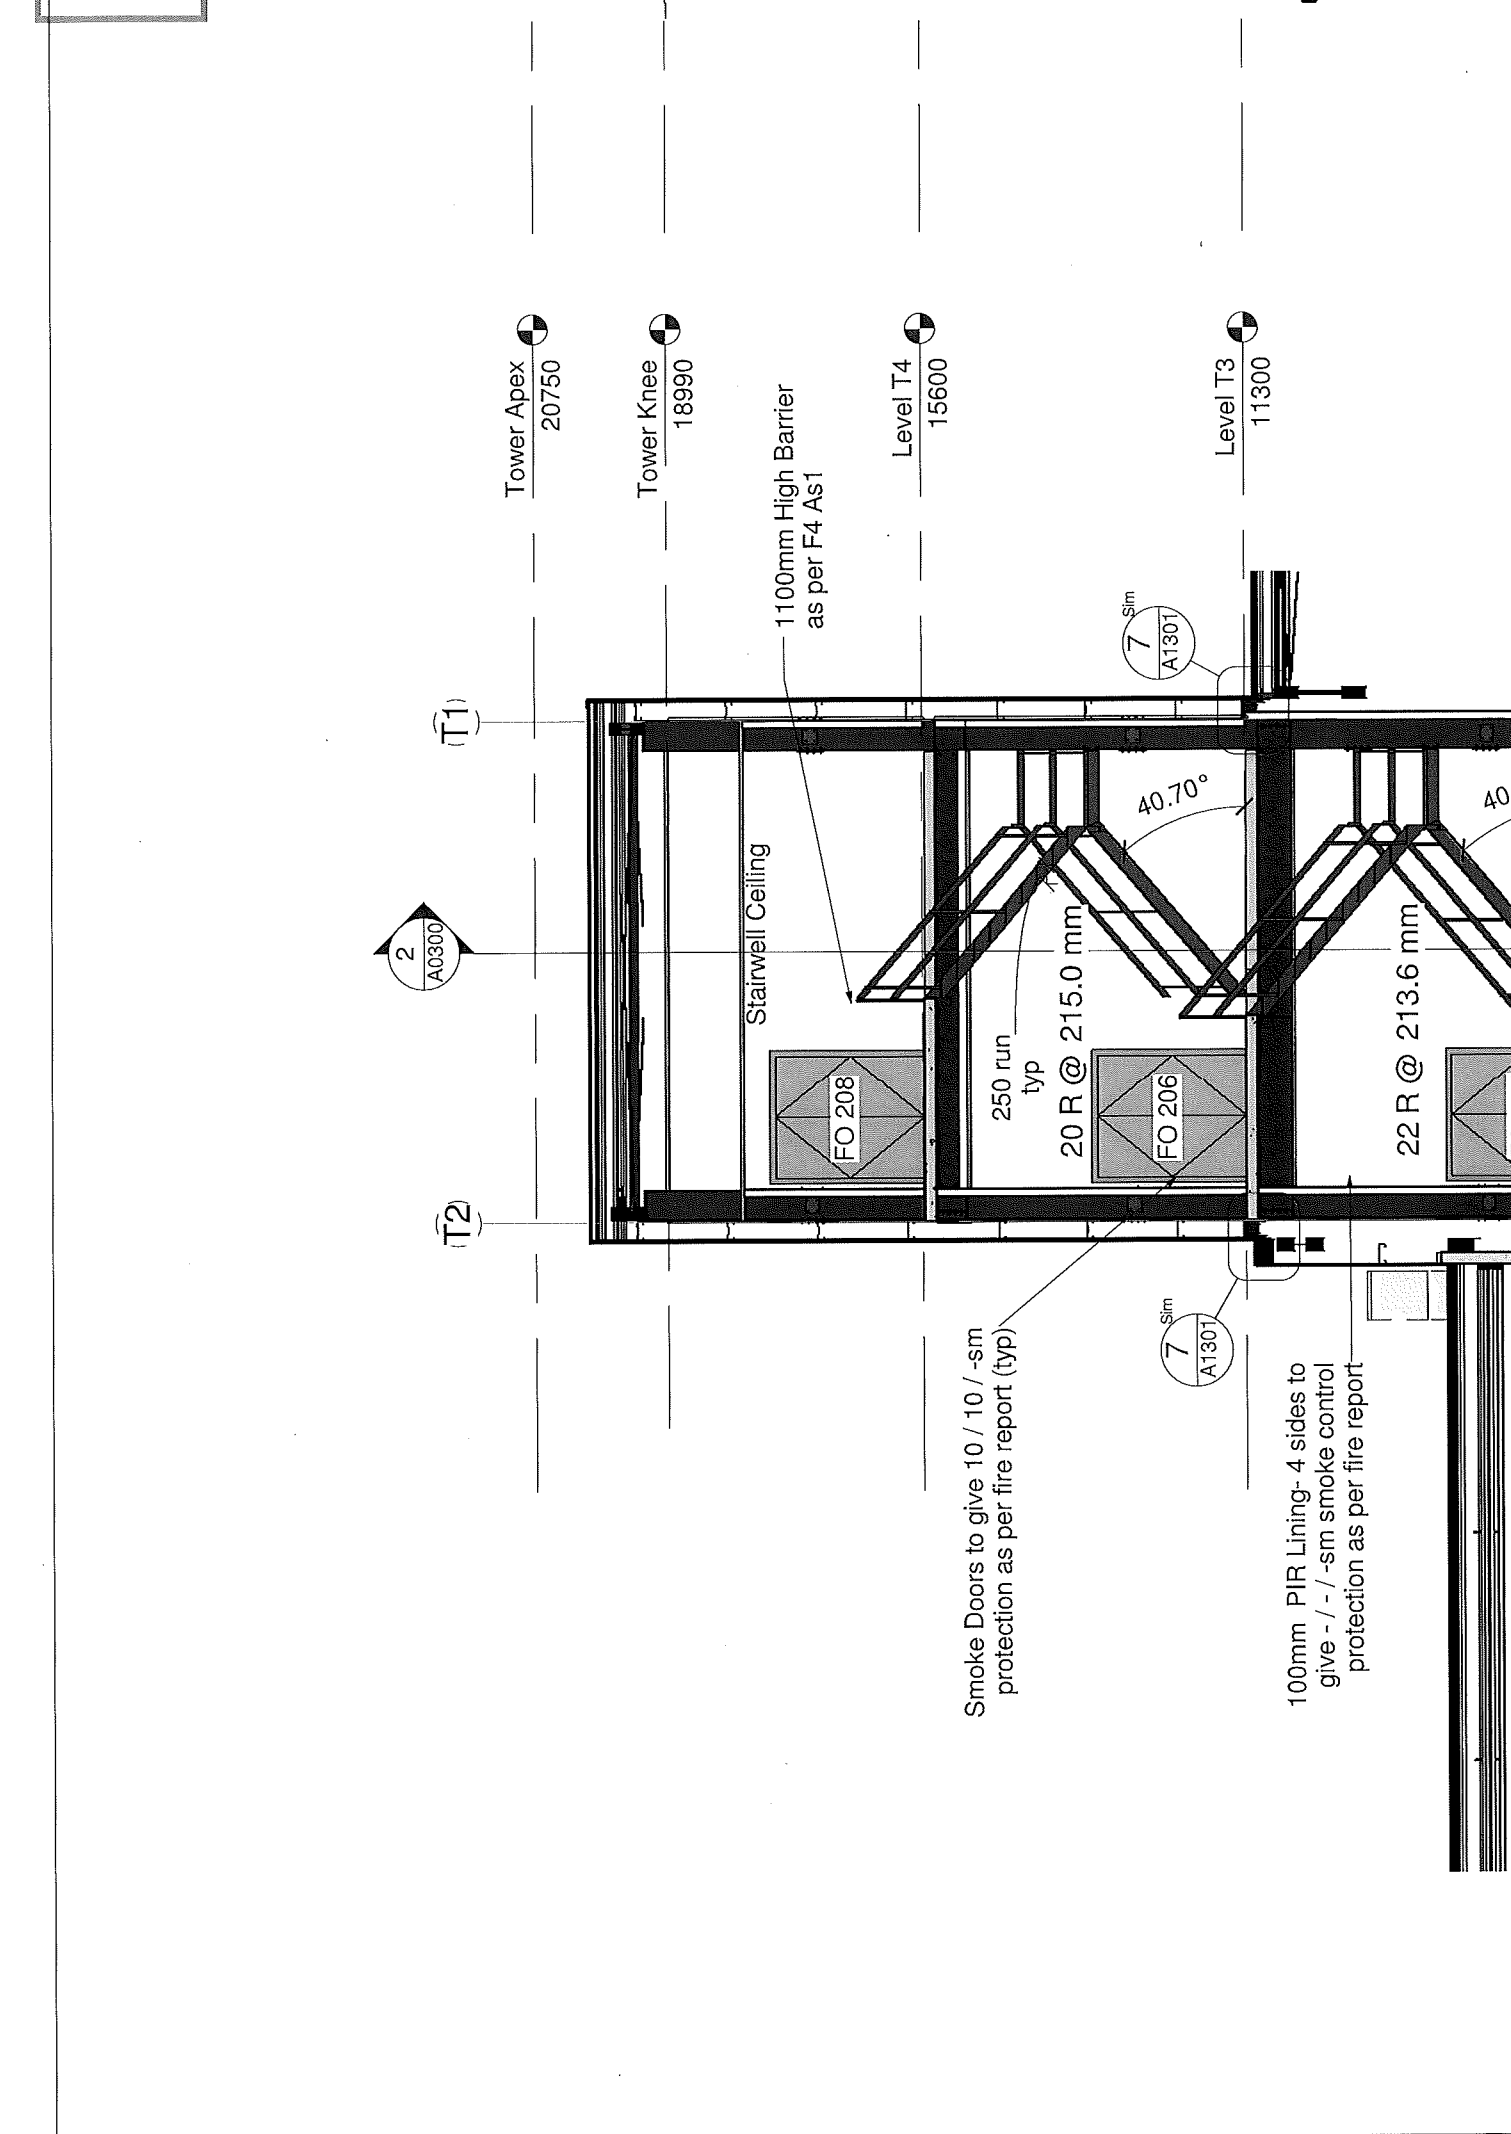 Tower Apex
20750
Tower Knee
18990
Level T4
15600
Level T3
11300
1100mm High Barrier
as per F4 As1
(T1)
(T2)
2
A0300
Stairwell Ceiling
7
A1301
Sim
40.70°
40
FO 208
250 run
typ
20 R @ 215.0 mm
FO 206
22 R @ 213.6 mm
7
A1301
Sim
Smoke Doors to give 10 / 10 / -sm
protection as per fire report (typ)
100mm PIR Lining- 4 sides to
give - / - / -sm smoke control
protection as per fire report